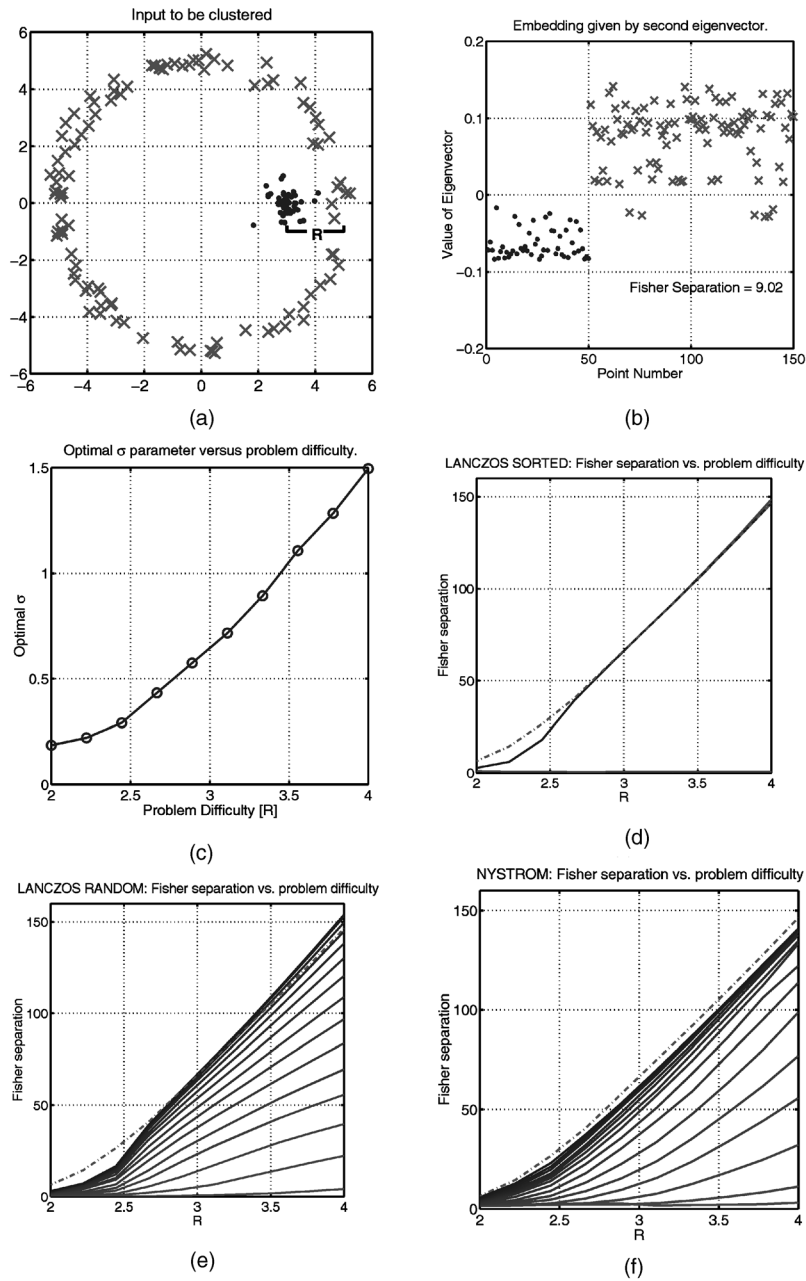 Input to be clustered
6
4
2
0
−2
−4
−6
R
−6 −4 −2 0 2 4 6
(a)
Embedding given by second eigenvector.
Value of Eigenvector
0.2
0.1
0
−0.1
−0.2
Fisher Separation = 9.02
0 50 100 150
Point Number
(b)
Optimal σ parameter versus problem difficulty.
Optimal σ
1.5
1
0.5
0
2 2.5 3 3.5 4
Problem Difficulty [R]
(c)
LANCZOS SORTED: Fisher separation vs. problem difficulty
Fisher separation
150
100
50
0
2 2.5 3 3.5 4
R
(d)
LANCZOS RANDOM: Fisher separation vs. problem difficulty
Fisher separation
150
100
50
0
2 2.5 3 3.5 4
R
(e)
NYSTROM: Fisher separation vs. problem difficulty
Fisher separation
150
100
50
0
2 2.5 3 3.5 4
R
(f)